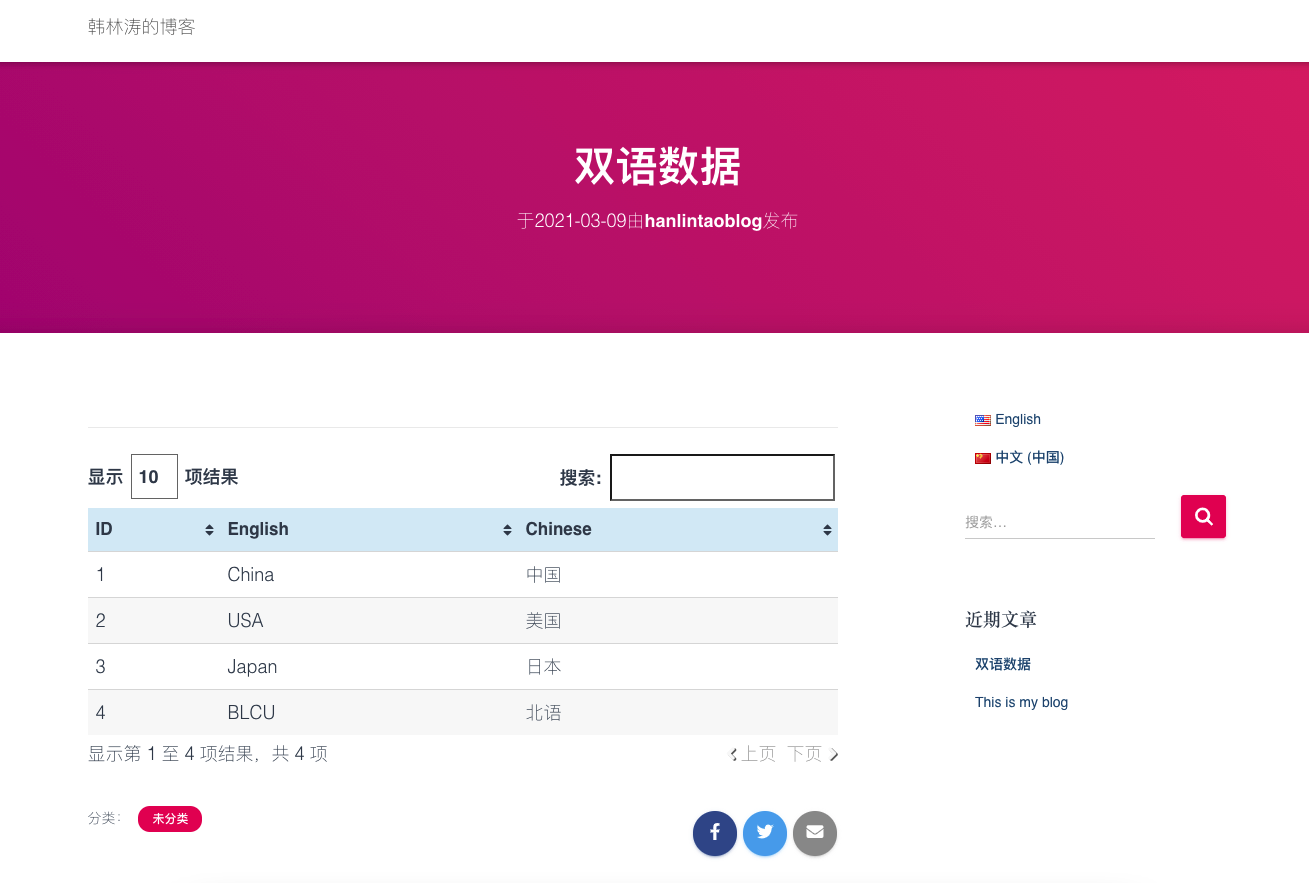 韩林涛的博客
双语数据
于2021-03-09由hanlintaoblog发布
显示 10 项结果 搜索:
ID English Chinese
1 China 中国
2 USA 美国
3 Japan 日本
4 BLCU 北语
显示第 1 至 4 项结果，共 4 项 上页 下页
分类： 未分类
English
中文 (中国)
搜索…
近期文章
双语数据
This is my blog